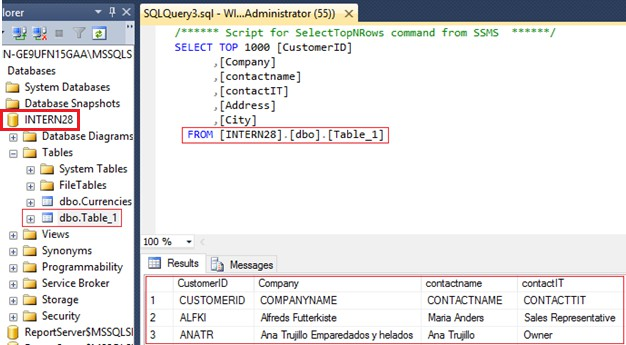 plorer
SQLQuery3.sql - WI...Administrator (55))
N-GE9UFN15GAA\MSSQLS
Databases
System Databases
Database Snapshots
INTERN28
Database Diagrams
Tables
System Tables
FileTables
dbo.Currencies
dbo.Table_1
Views
Synonyms
Programmability
Service Broker
Storage
Security
ReportServer$MSSQLSI
/****** Script for SelectTopNRows command from SSMS ******/
SELECT TOP 1000 [CustomerID]
,[Company]
,[contactname]
,[contactIT]
,[Address]
,[City]
FROM [INTERN28].[dbo].[Table_1]
100 %
Results Messages
CustomerID Company contactname contactIT
1 CUSTOMERID COMPANYNAME CONTACTNAME CONTACTTIT
2 ALFKI Alfreds Futterkiste Maria Anders Sales Representative
3 ANATR Ana Trujillo Emparedados y helados Ana Trujillo Owner